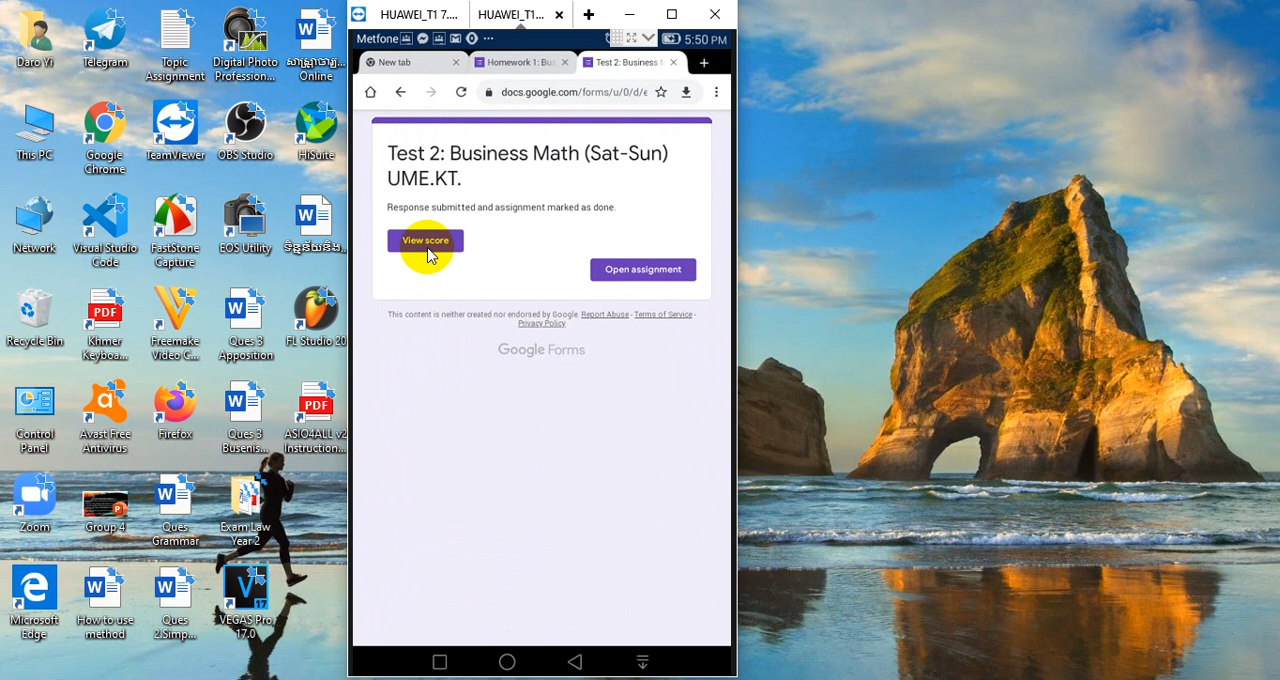 Daro Yi
Telegram
Topic
Assignment
Digital Photo
Profession...
Online
This PC
Google
Chrome
TeamViewer
OBS Studio
HiSuite
Network
Visual Studio
Code
FastStone
Capture
EOS Utility
Recycle Bin
PDF
Khmer
Keyboa...
Freemake
Video C...
Ques 3
Apposition
FL Studio 20
Control
Panel
Avast Free
Antivirus
Firefox
Ques 3
Busenis...
PDF
ASIO4ALL v2
Instruction...
Zoom
Group 4
Ques
Grammar
Exam Law
Year 2
Microsoft
Edge
How to use
method
Ques
2.Simp...
VEGAS Pro
17.0
HUAWEI_T1 7....
HUAWEI_T1...
Metfone
5:50 PM
New tab
Homework 1: Bus
Test 2: Business M
docs.google.com/forms/u/0/d/e
Test 2: Business Math (Sat-Sun)
UME.KT.
Response submitted and assignment marked as done.
View score
Open assignment
This content is neither created nor endorsed by Google. Report Abuse - Terms of Service -
Privacy Policy
Google Forms